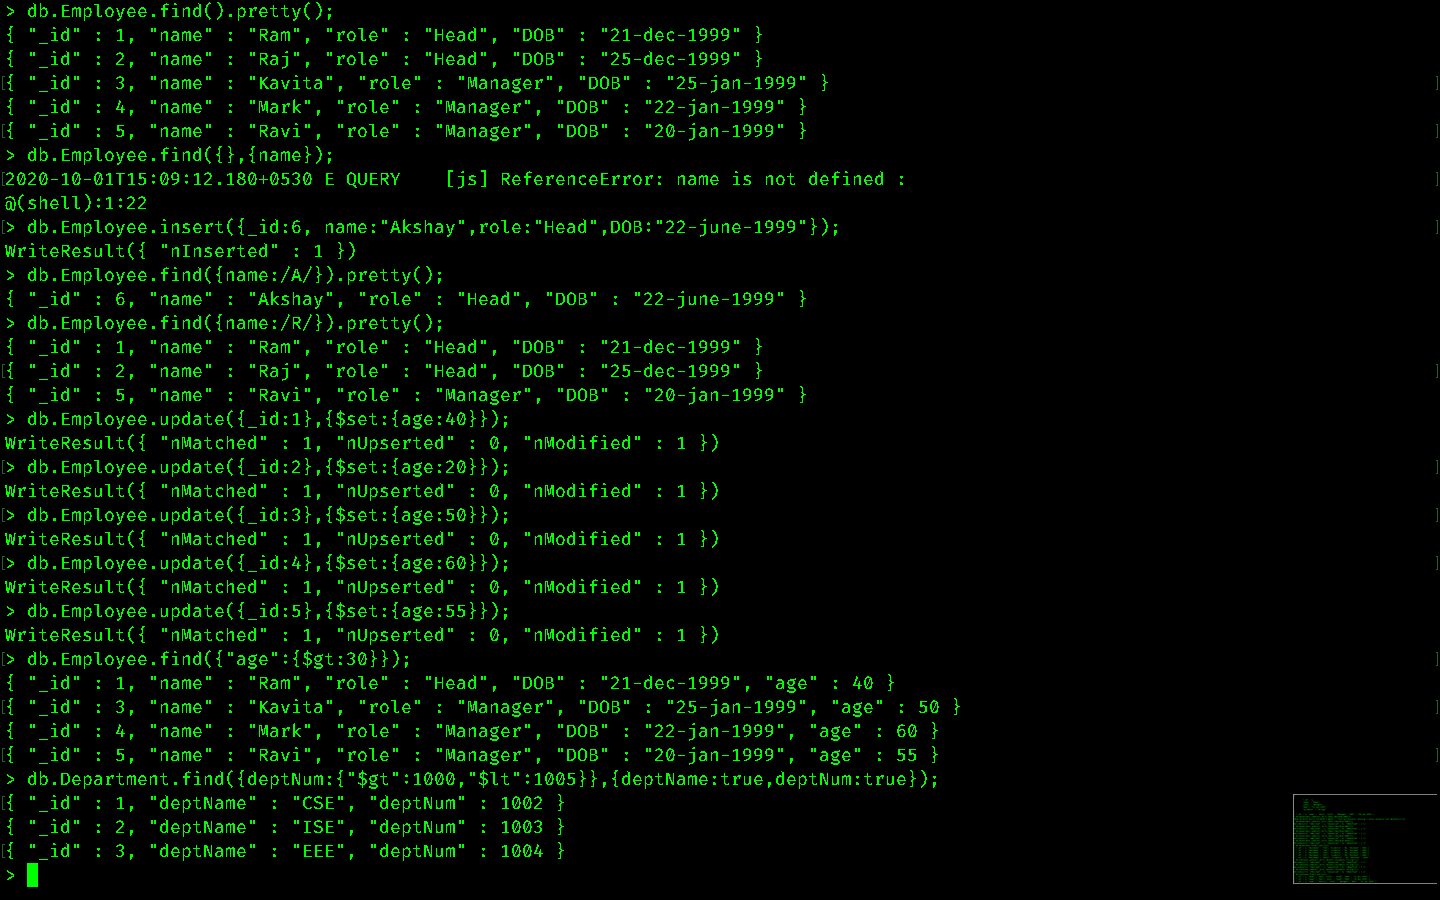 > db.Employee.find().pretty();
{ "_id" : 1, "name" : "Ram", "role" : "Head", "DOB" : "21-dec-1999" }
{ "_id" : 2, "name" : "Raj", "role" : "Head", "DOB" : "25-dec-1999" }
{ "_id" : 3, "name" : "Kavita", "role" : "Manager", "DOB" : "25-jan-1999" }
{ "_id" : 4, "name" : "Mark", "role" : "Manager", "DOB" : "22-jan-1999" }
{ "_id" : 5, "name" : "Ravi", "role" : "Manager", "DOB" : "20-jan-1999" }
> db.Employee.find({},{name});
2020-10-01T15:09:12.180+0530 E QUERY    [js] ReferenceError: name is not defined :
@(shell):1:22
> db.Employee.insert({_id:6, name:"Akshay",role:"Head",DOB:"22-june-1999"});
WriteResult({ "nInserted" : 1 })
> db.Employee.find({name:/A/}).pretty();
{ "_id" : 6, "name" : "Akshay", "role" : "Head", "DOB" : "22-june-1999" }
> db.Employee.find({name:/R/}).pretty();
{ "_id" : 1, "name" : "Ram", "role" : "Head", "DOB" : "21-dec-1999" }
{ "_id" : 2, "name" : "Raj", "role" : "Head", "DOB" : "25-dec-1999" }
{ "_id" : 5, "name" : "Ravi", "role" : "Manager", "DOB" : "20-jan-1999" }
> db.Employee.update({_id:1},{$set:{age:40}});
WriteResult({ "nMatched" : 1, "nUpserted" : 0, "nModified" : 1 })
> db.Employee.update({_id:2},{$set:{age:20}});
WriteResult({ "nMatched" : 1, "nUpserted" : 0, "nModified" : 1 })
> db.Employee.update({_id:3},{$set:{age:50}});
WriteResult({ "nMatched" : 1, "nUpserted" : 0, "nModified" : 1 })
> db.Employee.update({_id:4},{$set:{age:60}});
WriteResult({ "nMatched" : 1, "nUpserted" : 0, "nModified" : 1 })
> db.Employee.update({_id:5},{$set:{age:55}});
WriteResult({ "nMatched" : 1, "nUpserted" : 0, "nModified" : 1 })
> db.Employee.find({"age":{$gt:30}});
{ "_id" : 1, "name" : "Ram", "role" : "Head", "DOB" : "21-dec-1999", "age" : 40 }
{ "_id" : 3, "name" : "Kavita", "role" : "Manager", "DOB" : "25-jan-1999", "age" : 50 }
{ "_id" : 4, "name" : "Mark", "role" : "Manager", "DOB" : "22-jan-1999", "age" : 60 }
{ "_id" : 5, "name" : "Ravi", "role" : "Manager", "DOB" : "20-jan-1999", "age" : 55 }
> db.Department.find({deptNum:{"$gt":1000,"$lt":1005}},{deptName:true,deptNum:true});
{ "_id" : 1, "deptName" : "CSE", "deptNum" : 1002 }
{ "_id" : 2, "deptName" : "ISE", "deptNum" : 1003 }
{ "_id" : 3, "deptName" : "EEE", "deptNum" : 1004 }
>